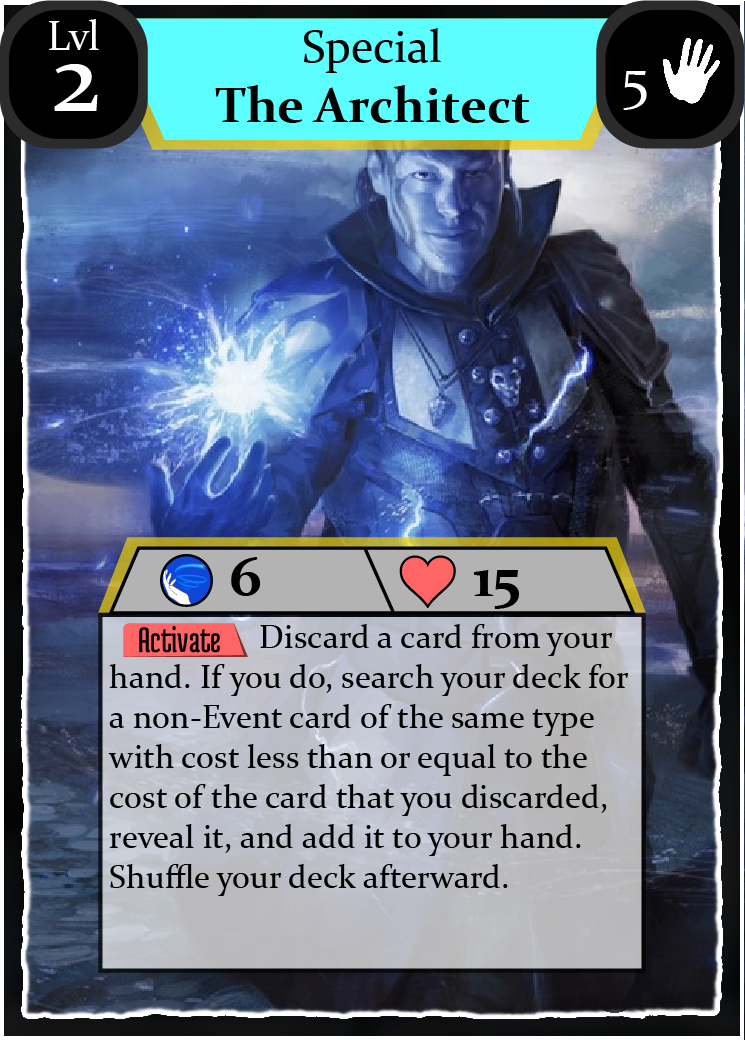 Lvl
2
Special
The Architect
5
6
15
Activate Discard a card from your
hand. If you do, search your deck for
a non-Event card of the same type
with cost less than or equal to the
cost of the card that you discarded,
reveal it, and add it to your hand.
Shuffle your deck afterward.